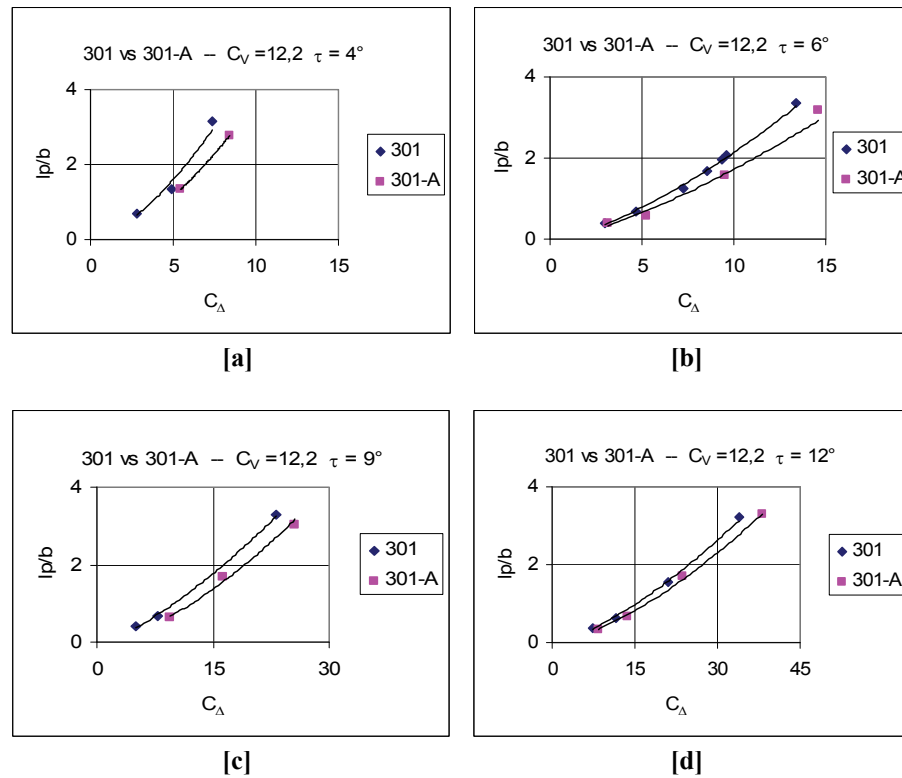 301 vs 301-A -- C_V =12,2 τ = 4°
4
2
0
lp/b
0 5 10 15
C_Δ
301
301-A
[a]
301 vs 301-A -- C_V =12,2 τ = 6°
4
2
0
lp/b
0 5 10 15
C_Δ
301
301-A
[b]
301 vs 301-A -- C_V =12,2 τ = 9°
4
2
0
lp/b
0 15 30
C_Δ
301
301-A
[c]
301 vs 301-A -- C_V =12,2 τ = 12°
4
2
0
lp/b
0 15 30 45
C_Δ
301
301-A
[d]